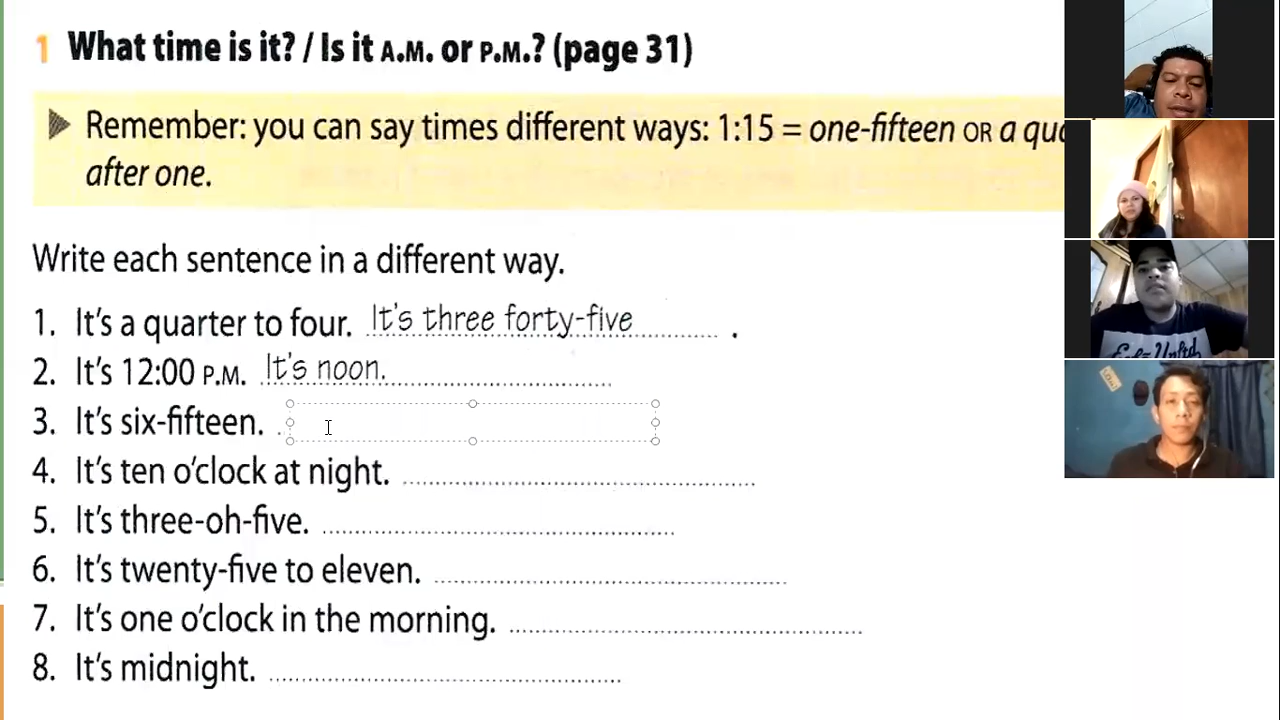 1 What time is it? / Is it A.M. or P.M.? (page 31)
Remember: you can say times different ways: 1:15 = one-fifteen OR a
after one.
Write each sentence in a different way.
1. It's a quarter to four. It's three forty-five .
2. It's 12:00 P.M. It's noon.
3. It's six-fifteen.
4. It's ten o'clock at night.
5. It's three-oh-five.
6. It's twenty-five to eleven.
7. It's one o'clock in the morning.
8. It's midnight.